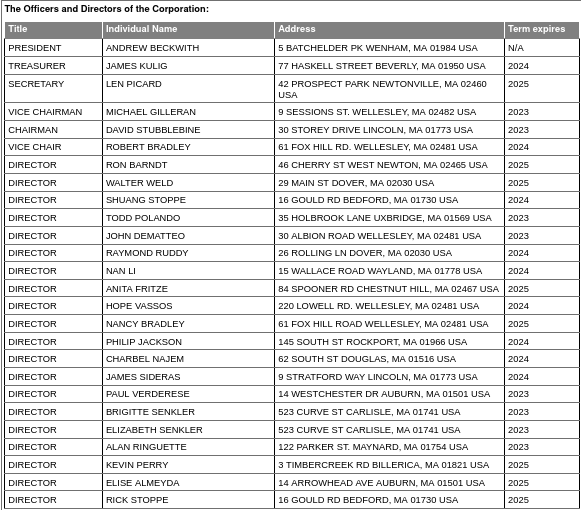 The Officers and Directors of the Corporation:
Title Individual Name Address Term expires
PRESIDENT ANDREW BECKWITH 5 BATCHELDER PK WENHAM, MA 01984 USA N/A
TREASURER JAMES KULIG 77 HASKELL STREET BEVERLY, MA 01950 USA 2024
SECRETARY LEN PICARD 42 PROSPECT PARK NEWTONVILLE, MA 02460 2025
USA
VICE CHAIRMAN MICHAEL GILLERAN 9 SESSIONS ST. WELLESLEY, MA 02482 USA 2023
CHAIRMAN DAVID STUBBLEBINE 30 STOREY DRIVE LINCOLN, MA 01773 USA 2023
VICE CHAIR ROBERT BRADLEY 61 FOX HILL RD. WELLESLEY, MA 02481 USA 2024
DIRECTOR RON BARNDT 46 CHERRY ST WEST NEWTON, MA 02465 USA 2025
DIRECTOR WALTER WELD 29 MAIN ST DOVER, MA 02030 USA 2025
DIRECTOR SHUANG STOPPE 16 GOULD RD BEDFORD, MA 01730 USA 2024
DIRECTOR TODD POLANDO 35 HOLBROOK LANE UXBRIDGE, MA 01569 USA 2023
DIRECTOR JOHN DEMATTEO 30 ALBION ROAD WELLESLEY, MA 02481 USA 2023
DIRECTOR RAYMOND RUDDY 26 ROLLING LN DOVER, MA 02030 USA 2024
DIRECTOR NAN LI 15 WALLACE ROAD WAYLAND, MA 01778 USA 2024
DIRECTOR ANITA FRITZE 84 SPOONER RD CHESTNUT HILL, MA 02467 USA 2025
DIRECTOR HOPE VASSOS 220 LOWELL RD. WELLESLEY, MA 02481 USA 2024
DIRECTOR NANCY BRADLEY 61 FOX HILL ROAD WELLESLEY, MA 02481 USA 2025
DIRECTOR PHILIP JACKSON 145 SOUTH ST ROCKPORT, MA 01966 USA 2024
DIRECTOR CHARBEL NAJEM 62 SOUTH ST DOUGLAS, MA 01516 USA 2024
DIRECTOR JAMES SIDERAS 9 STRATFORD WAY LINCOLN, MA 01773 USA 2024
DIRECTOR PAUL VERDERESE 14 WESTCHESTER DR AUBURN, MA 01501 USA 2023
DIRECTOR BRIGITTE SENKLER 523 CURVE ST CARLISLE, MA 01741 USA 2023
DIRECTOR ELIZABETH SENKLER 523 CURVE ST CARLISLE, MA 01741 USA 2023
DIRECTOR ALAN RINGUETTE 122 PARKER ST. MAYNARD, MA 01754 USA 2023
DIRECTOR KEVIN PERRY 3 TIMBERCREEK RD BILLERICA, MA 01821 USA 2025
DIRECTOR ELISE ALMEYDA 14 ARROWHEAD AVE AUBURN, MA 01501 USA 2025
DIRECTOR RICK STOPPE 16 GOULD RD BEDFORD, MA 01730 USA 2025